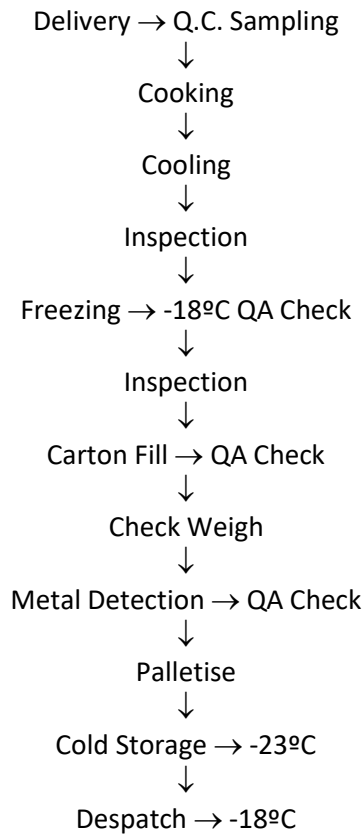 Delivery → Q.C. Sampling
↓
Cooking
↓
Cooling
↓
Inspection
↓
Freezing → -18ºC QA Check
↓
Inspection
↓
Carton Fill → QA Check
↓
Check Weigh
↓
Metal Detection → QA Check
↓
Palletise
↓
Cold Storage → -23ºC
↓
Despatch → -18ºC